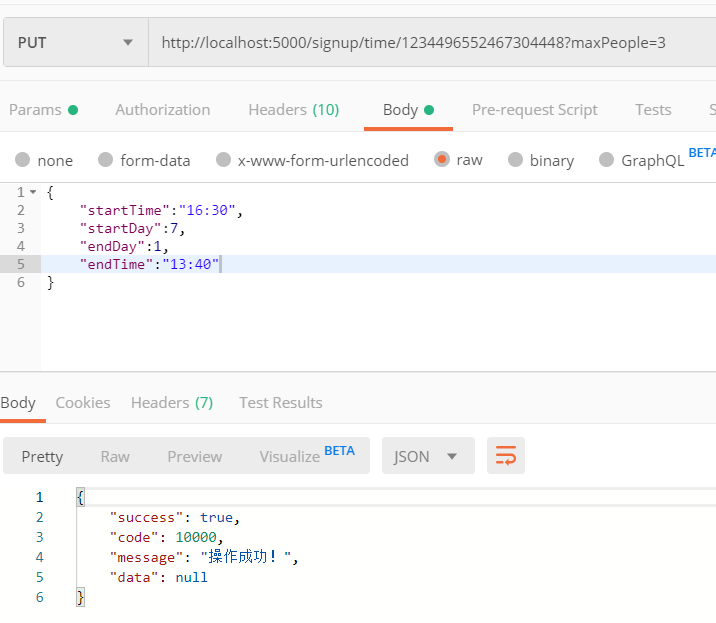 PUT http://localhost:5000/signup/time/1234496552467304448?maxPeople=3
Params Authorization Headers (10) Body Pre-request Script Tests S
none form-data x-www-form-urlencoded raw binary GraphQL BETA
1 {
2 "startTime":"16:30",
3 "startDay":7,
4 "endDay":1,
5 "endTime":"13:40"
6 }
Body Cookies Headers (7) Test Results
Pretty Raw Preview Visualize BETA JSON
1 {
2 "success": true,
3 "code": 10000,
4 "message": "操作成功！",
5 "data": null
6 }